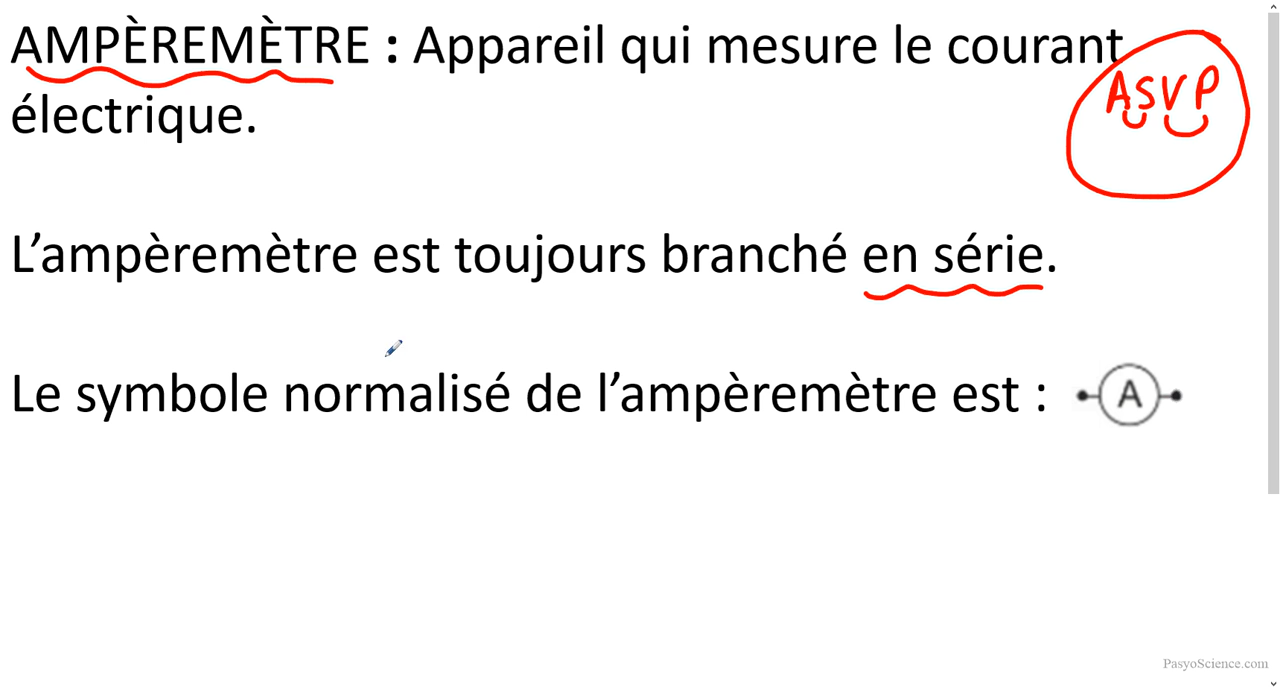 AMPÈREMÈTRE : Appareil qui mesure le courant
électrique.
ASVP
L’ampèremètre est toujours branché en série.
Le symbole normalisé de l’ampèremètre est : A
PasyoScience.com